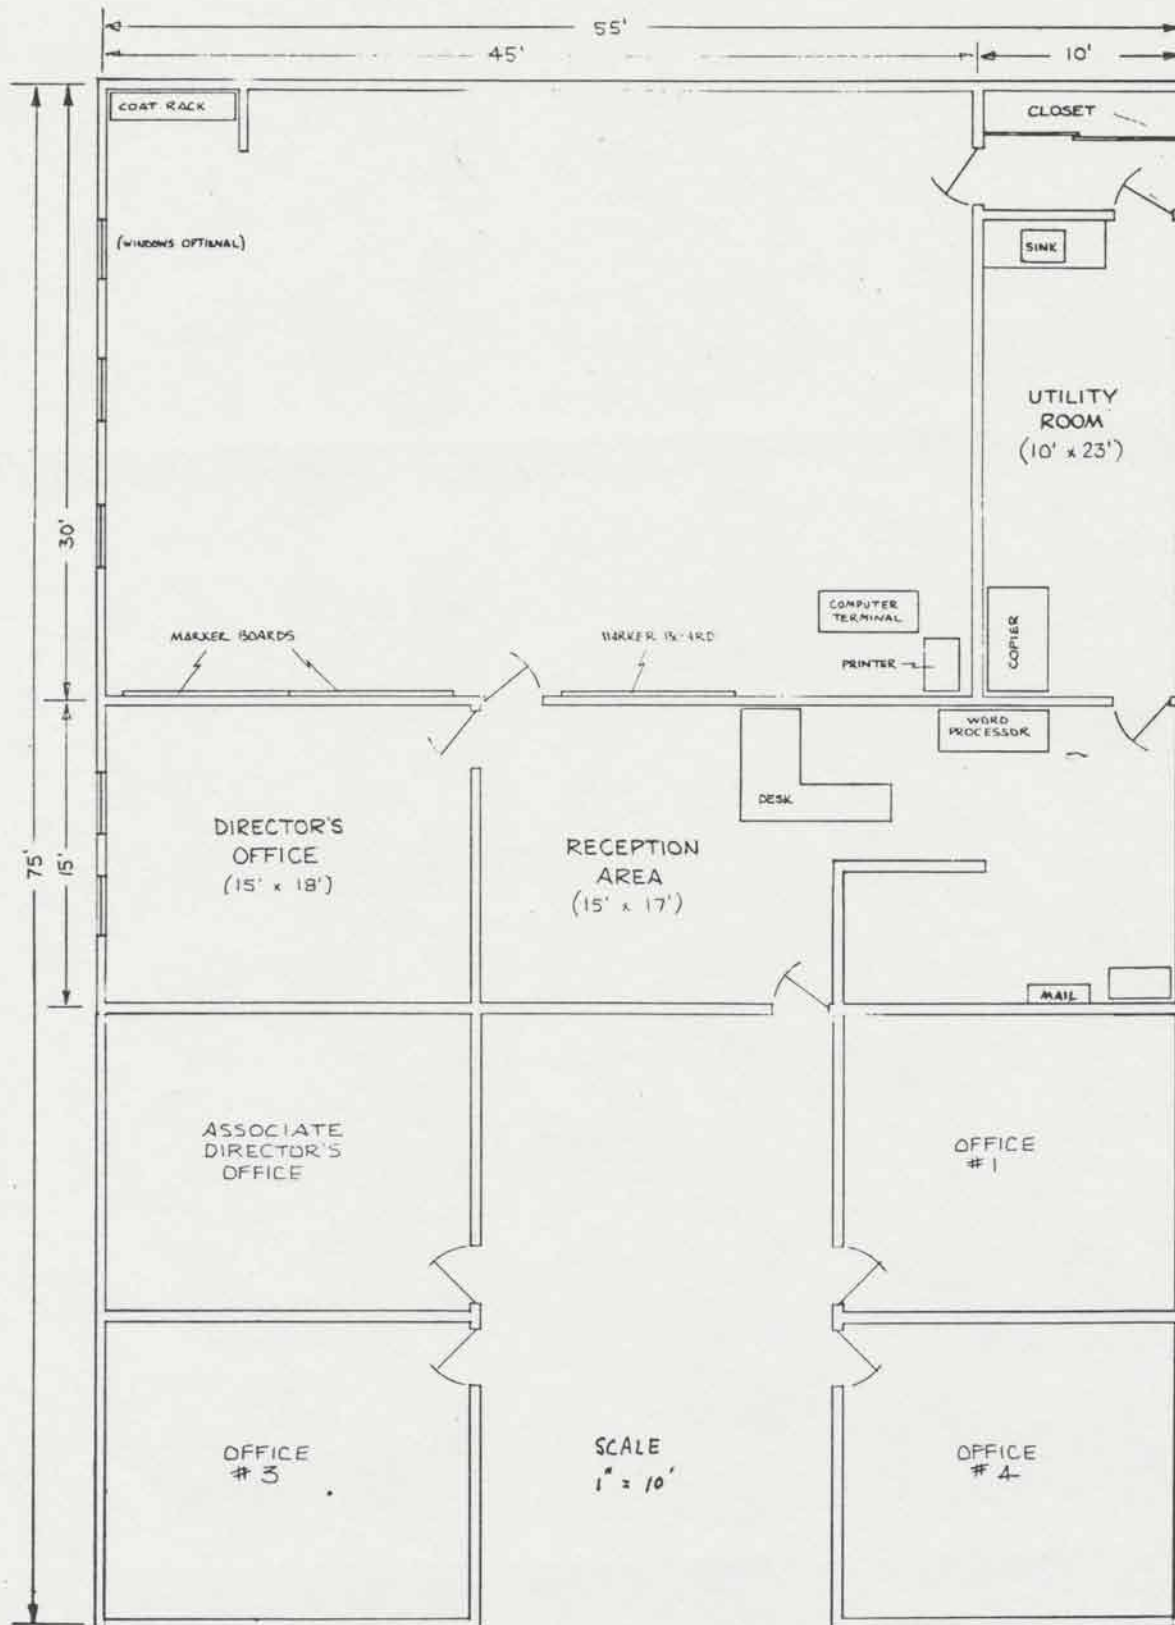 55'
45'
10'
COAT RACK
CLOSET
(WINDOWS OPTIONAL)
SINK
UTILITY
ROOM
(10' x 23')
30'
COMPUTER
TERMINAL
COPIER
MARKER BOARDS
MARKER
PRINTER
WORD
PROCESSOR
DESK
DIRECTOR'S
OFFICE
(15' x 18')
RECEPTION
AREA
(15' x 17')
75'
15'
MAIL
ASSOCIATE
DIRECTOR'S
OFFICE
OFFICE
#1
OFFICE
#3
SCALE
1" = 10'
OFFICE
#4